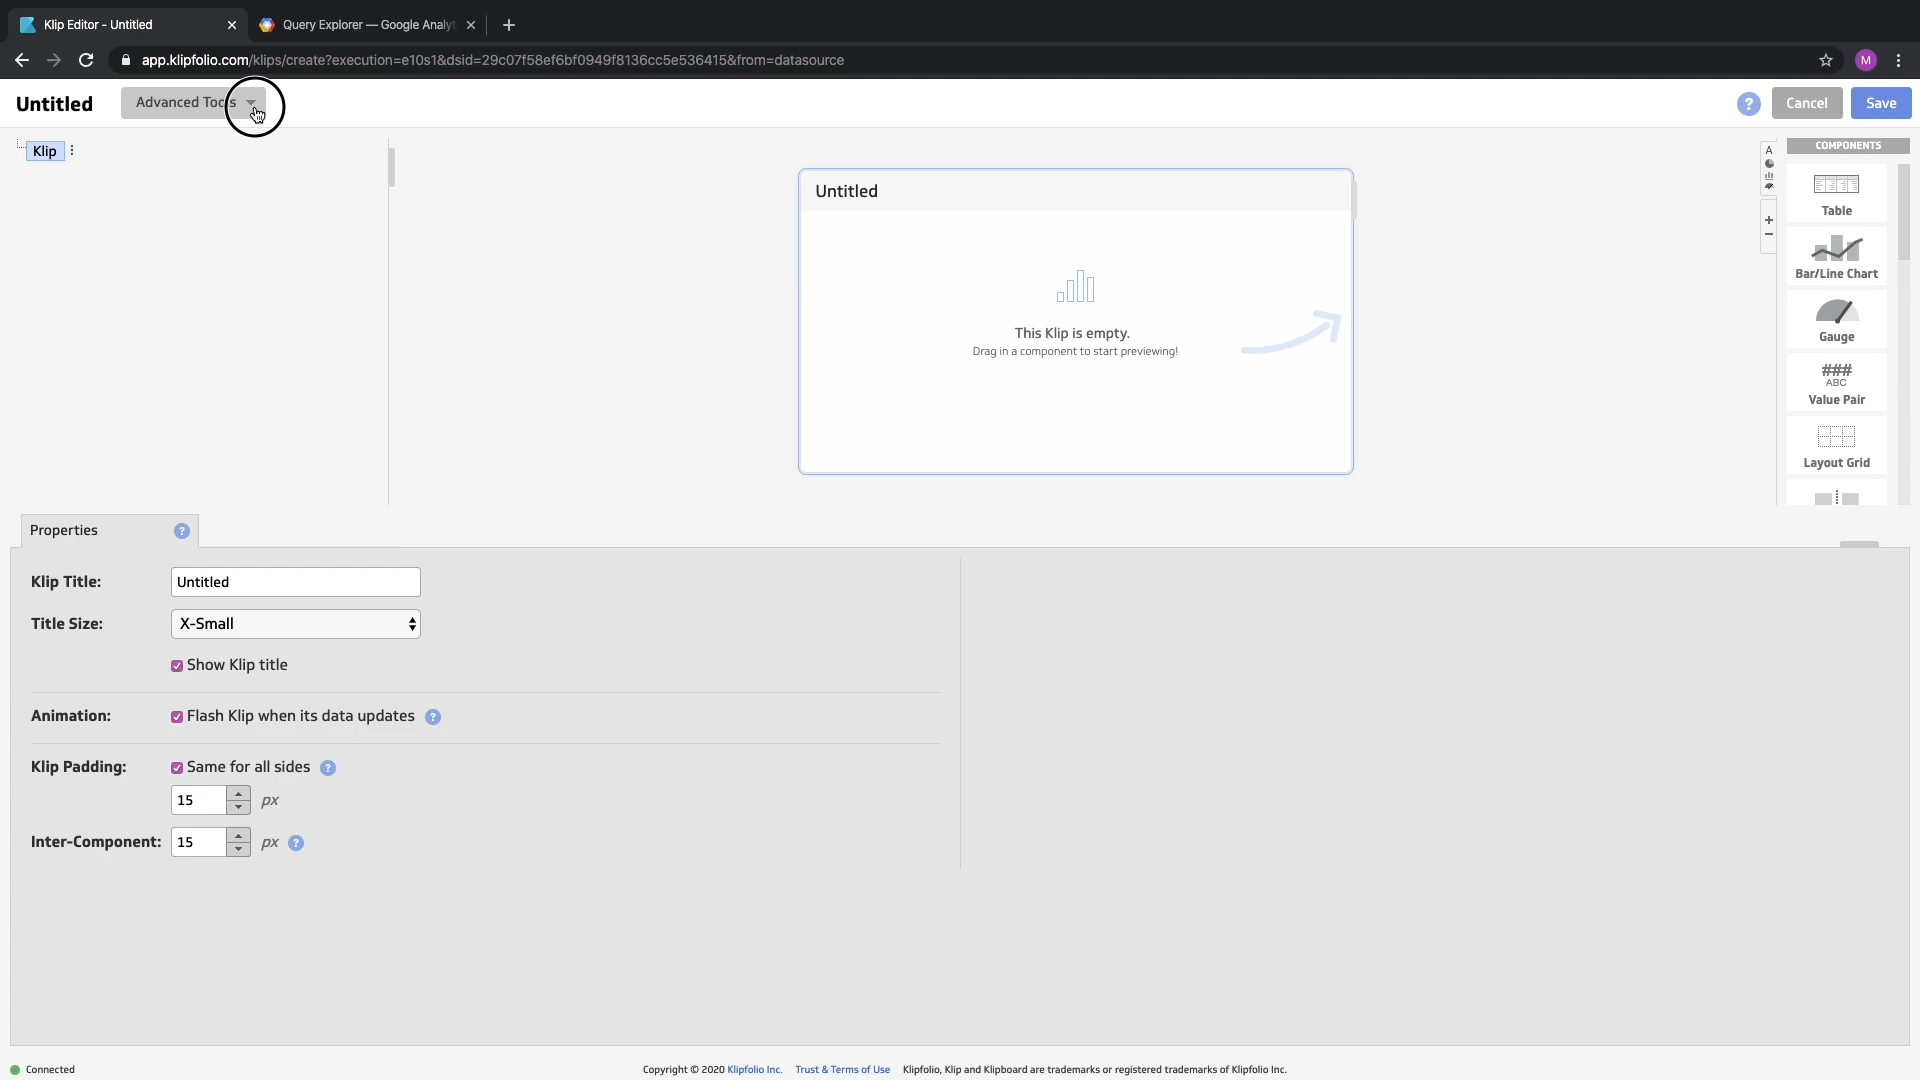 Klip Editor - Untitled
Query Explorer — Google Analyt
app.klipfolio.com/klips/create?execution=e10s1&dsid=29c07f58ef6bf0949f8136cc5e536415&from=datasource
M
Untitled
Advanced Tools
?
Cancel
Save
Klip
Untitled
This Klip is empty.
Drag in a component to start previewing!
A
COMPONENTS
Table
Bar/Line Chart
Gauge
###
ABC
Value Pair
Layout Grid
Properties
?
Klip Title:
Untitled
Title Size:
X-Small
Show Klip title
Animation:
Flash Klip when its data updates ?
Klip Padding:
Same for all sides ?
15 px
Inter-Component:
15 px ?
Connected
Copyright © 2020 Klipfolio Inc. Trust & Terms of Use Klipfolio, Klip and Klipboard are trademarks or registered trademarks of Klipfolio Inc.